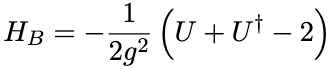 H_B = -\frac{1}{2g^2} \left( U + U^\dagger - 2 \right)